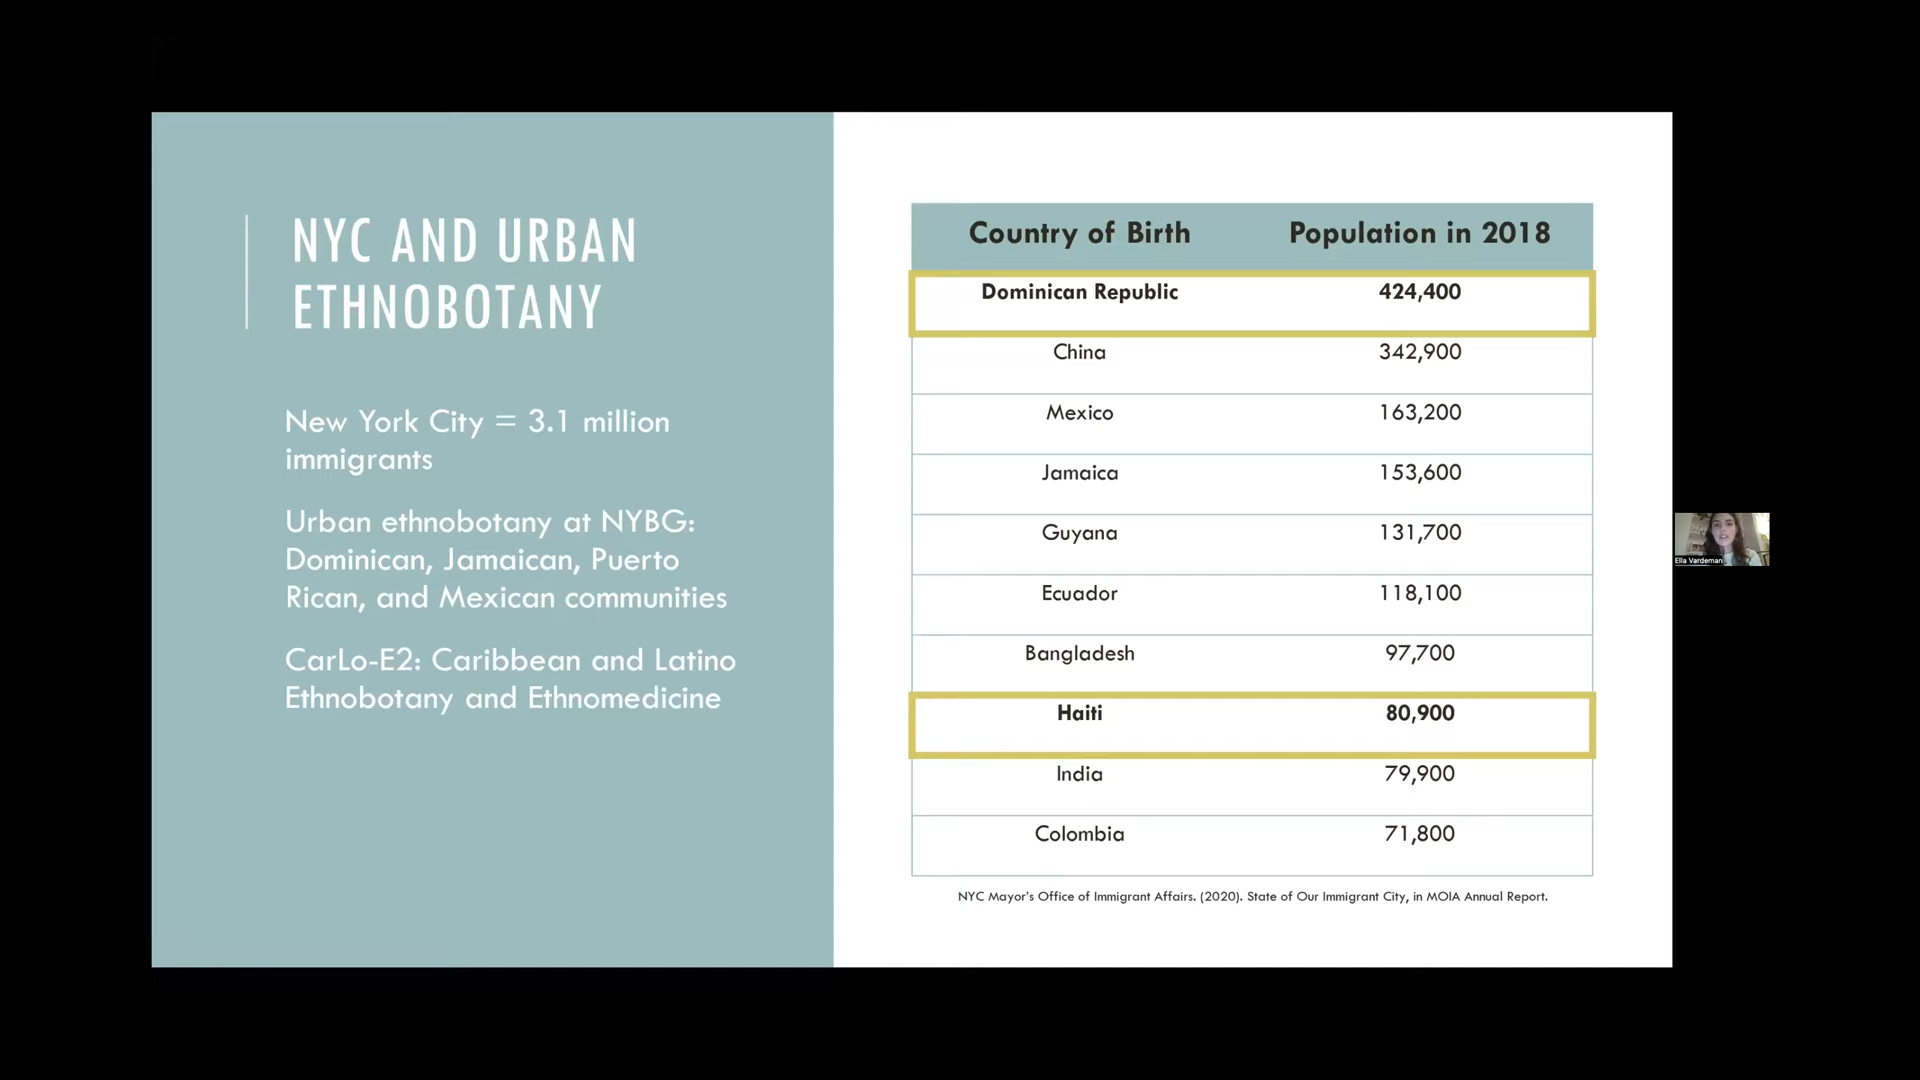 NYC AND URBAN
ETHNOBOTANY
New York City = 3.1 million
immigrants
Urban ethnobotany at NYBG:
Dominican, Jamaican, Puerto
Rican, and Mexican communities
CarLo-E2: Caribbean and Latino
Ethnobotany and Ethnomedicine
Country of Birth Population in 2018
Dominican Republic 424,400
China 342,900
Mexico 163,200
Jamaica 153,600
Guyana 131,700
Ecuador 118,100
Bangladesh 97,700
Haiti 80,900
India 79,900
Colombia 71,800
NYC Mayor's Office of Immigrant Affairs. (2020). State of Our Immigrant City, in MOIA Annual Report.
Ella Vardeman